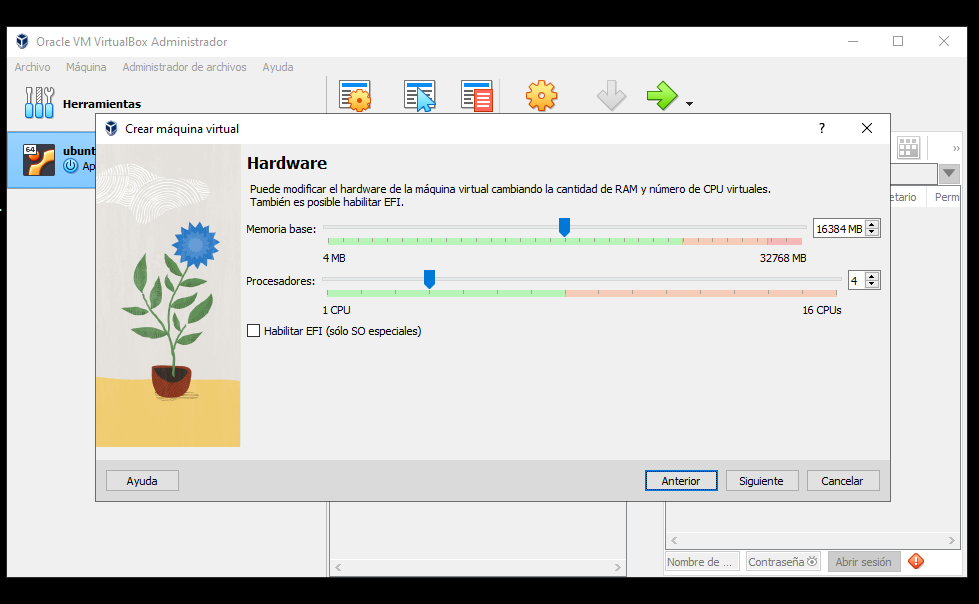 Oracle VM VirtualBox Administrador
Archivo Máquina Administrador de archivos Ayuda
Herramientas
64
ubunt
Ap
etario Perm
Crear máquina virtual
Hardware
Puede modificar el hardware de la máquina virtual cambiando la cantidad de RAM y número de CPU virtuales.
También es posible habilitar EFI.
Memoria base: 16384 MB
4 MB 32768 MB
Procesadores: 4
1 CPU 16 CPUs
Habilitar EFI (sólo SO especiales)
Ayuda Anterior Siguiente Cancelar
Nombre de ... Contraseña Abrir sesión